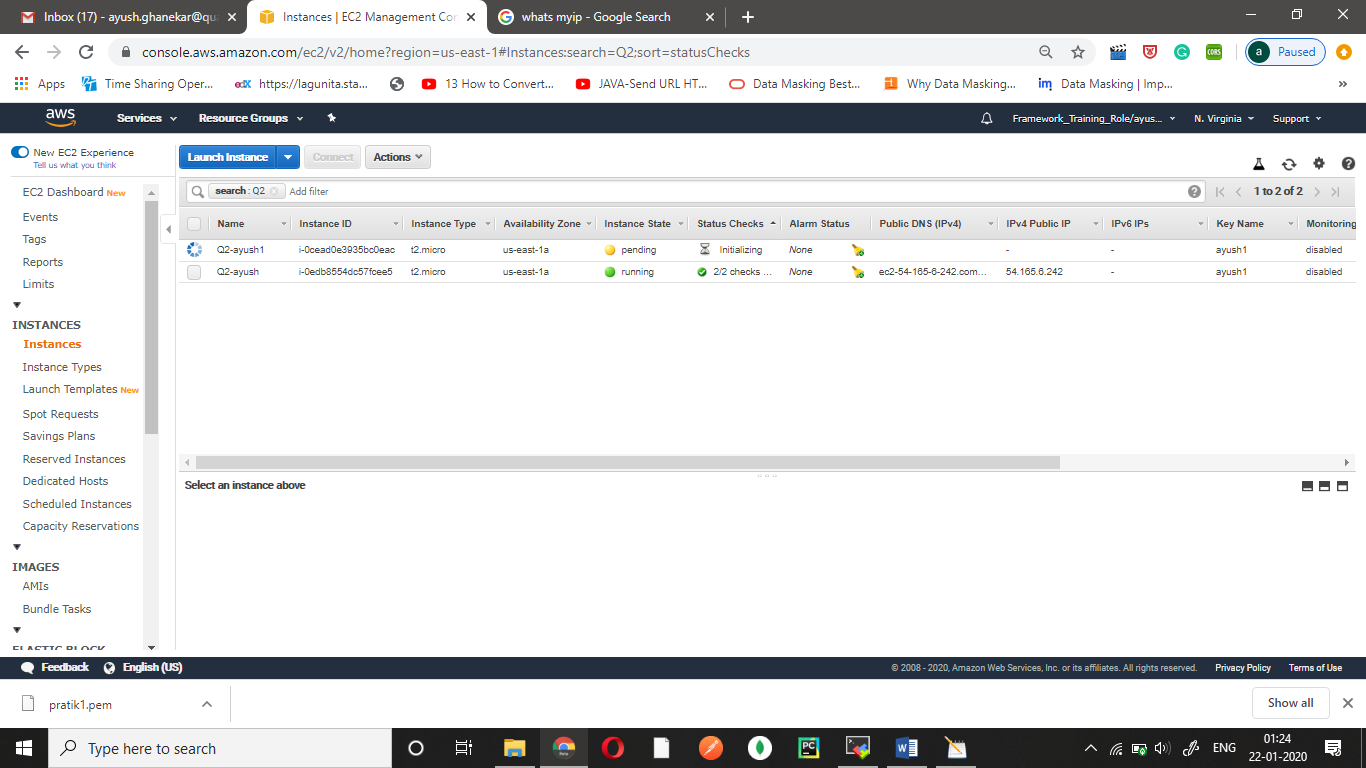 Inbox (17) - ayush.ghanekar@qu
Instances | EC2 Management Con
whats myip - Google Search
console.aws.amazon.com/ec2/v2/home?region=us-east-1#Instances:search=Q2;sort=statusChecks
CORS
a Paused
Apps
Time Sharing Oper...
edX https://lagunita.sta...
13 How to Convert...
JAVA-Send URL HT...
Data Masking Best...
Why Data Masking...
im Data Masking | Imp...
»
aws
Services
Resource Groups
Framework_Training_Role/ayus...
N. Virginia
Support
New EC2 Experience
Tell us what you think
Launch Instance
Connect
Actions
EC2 Dashboard New
Events
Tags
Reports
Limits
INSTANCES
Instances
Instance Types
Launch Templates New
Spot Requests
Savings Plans
Reserved Instances
Dedicated Hosts
Scheduled Instances
Capacity Reservations
IMAGES
AMIs
Bundle Tasks
ELASTIC BLOCK
search : Q2 Add filter
1 to 2 of 2
Name Instance ID Instance Type Availability Zone Instance State Status Checks Alarm Status Public DNS (IPv4) IPv4 Public IP IPv6 IPs Key Name Monitoring
Q2-ayush1 i-0cead0e3935bc0eac t2.micro us-east-1a pending Initializing None - - ayush1 disabled
Q2-ayush i-0edb8554dc57fcee5 t2.micro us-east-1a running 2/2 checks ... None ec2-54-165-6-242.com... 54.165.6.242 - ayush1 disabled
Select an instance above
Feedback
English (US)
© 2008 - 2020, Amazon Web Services, Inc. or its affiliates. All rights reserved.
Privacy Policy
Terms of Use
pratik1.pem
Show all
Type here to search
PC
ENG
01:24
22-01-2020